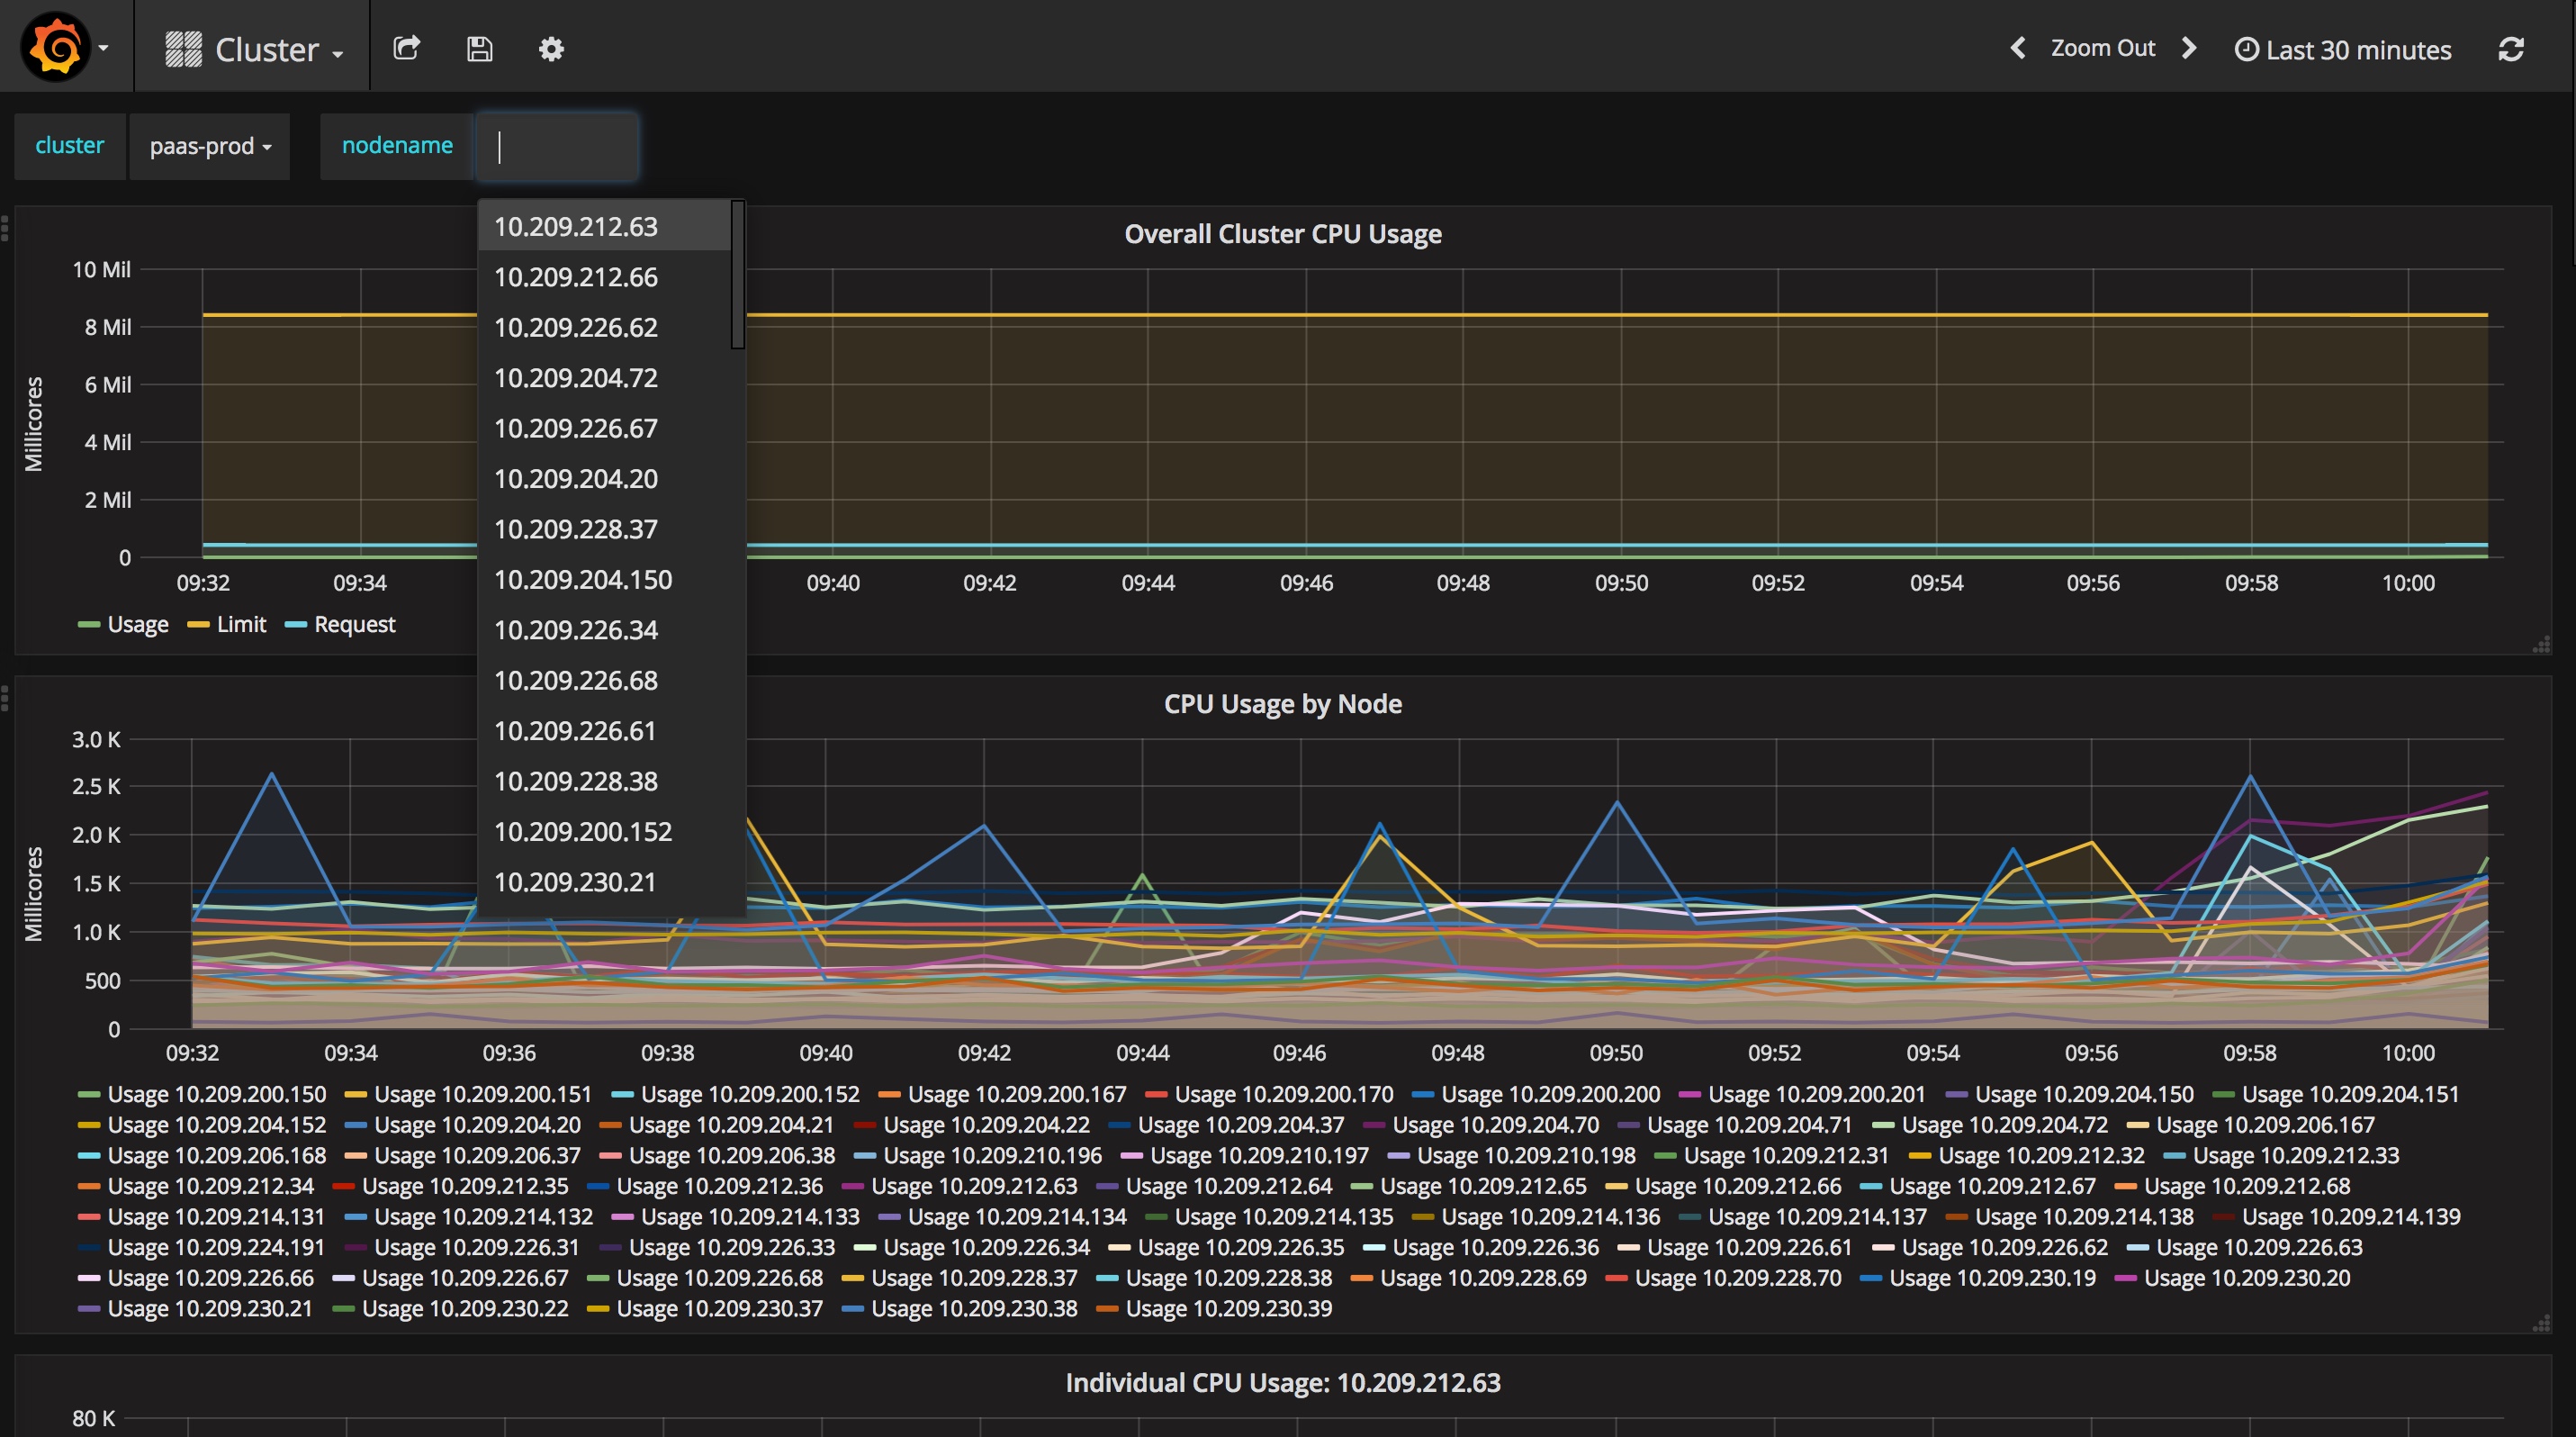 Cluster
Zoom Out
Last 30 minutes
cluster
paas-prod
nodename
10.209.212.63
10.209.212.66
10.209.226.62
10.209.204.72
10.209.226.67
10.209.204.20
10.209.228.37
10.209.204.150
10.209.226.34
10.209.226.68
10.209.226.61
10.209.228.38
10.209.200.152
10.209.230.21
Overall Cluster CPU Usage
Millicores
10 Mil
8 Mil
6 Mil
4 Mil
2 Mil
0
09:32 09:34 09:40 09:42 09:44 09:46 09:48 09:50 09:52 09:54 09:56 09:58 10:00
Usage Limit Request
CPU Usage by Node
Millicores
3.0 K
2.5 K
2.0 K
1.5 K
1.0 K
500
0
09:32 09:34 09:36 09:38 09:40 09:42 09:44 09:46 09:48 09:50 09:52 09:54 09:56 09:58 10:00
Usage 10.209.200.150 Usage 10.209.200.151 Usage 10.209.200.152 Usage 10.209.200.167 Usage 10.209.200.170 Usage 10.209.200.200 Usage 10.209.200.201 Usage 10.209.204.150 Usage 10.209.204.151
Usage 10.209.204.152 Usage 10.209.204.20 Usage 10.209.204.21 Usage 10.209.204.22 Usage 10.209.204.37 Usage 10.209.204.70 Usage 10.209.204.71 Usage 10.209.204.72 Usage 10.209.206.167
Usage 10.209.206.168 Usage 10.209.206.37 Usage 10.209.206.38 Usage 10.209.210.196 Usage 10.209.210.197 Usage 10.209.210.198 Usage 10.209.212.31 Usage 10.209.212.32 Usage 10.209.212.33
Usage 10.209.212.34 Usage 10.209.212.35 Usage 10.209.212.36 Usage 10.209.212.63 Usage 10.209.212.64 Usage 10.209.212.65 Usage 10.209.212.66 Usage 10.209.212.67 Usage 10.209.212.68
Usage 10.209.214.131 Usage 10.209.214.132 Usage 10.209.214.133 Usage 10.209.214.134 Usage 10.209.214.135 Usage 10.209.214.136 Usage 10.209.214.137 Usage 10.209.214.138 Usage 10.209.214.139
Usage 10.209.224.191 Usage 10.209.226.31 Usage 10.209.226.33 Usage 10.209.226.34 Usage 10.209.226.35 Usage 10.209.226.36 Usage 10.209.226.61 Usage 10.209.226.62 Usage 10.209.226.63
Usage 10.209.226.66 Usage 10.209.226.67 Usage 10.209.226.68 Usage 10.209.228.37 Usage 10.209.228.38 Usage 10.209.228.69 Usage 10.209.228.70 Usage 10.209.230.19 Usage 10.209.230.20
Usage 10.209.230.21 Usage 10.209.230.22 Usage 10.209.230.37 Usage 10.209.230.38 Usage 10.209.230.39
Individual CPU Usage: 10.209.212.63
80 K